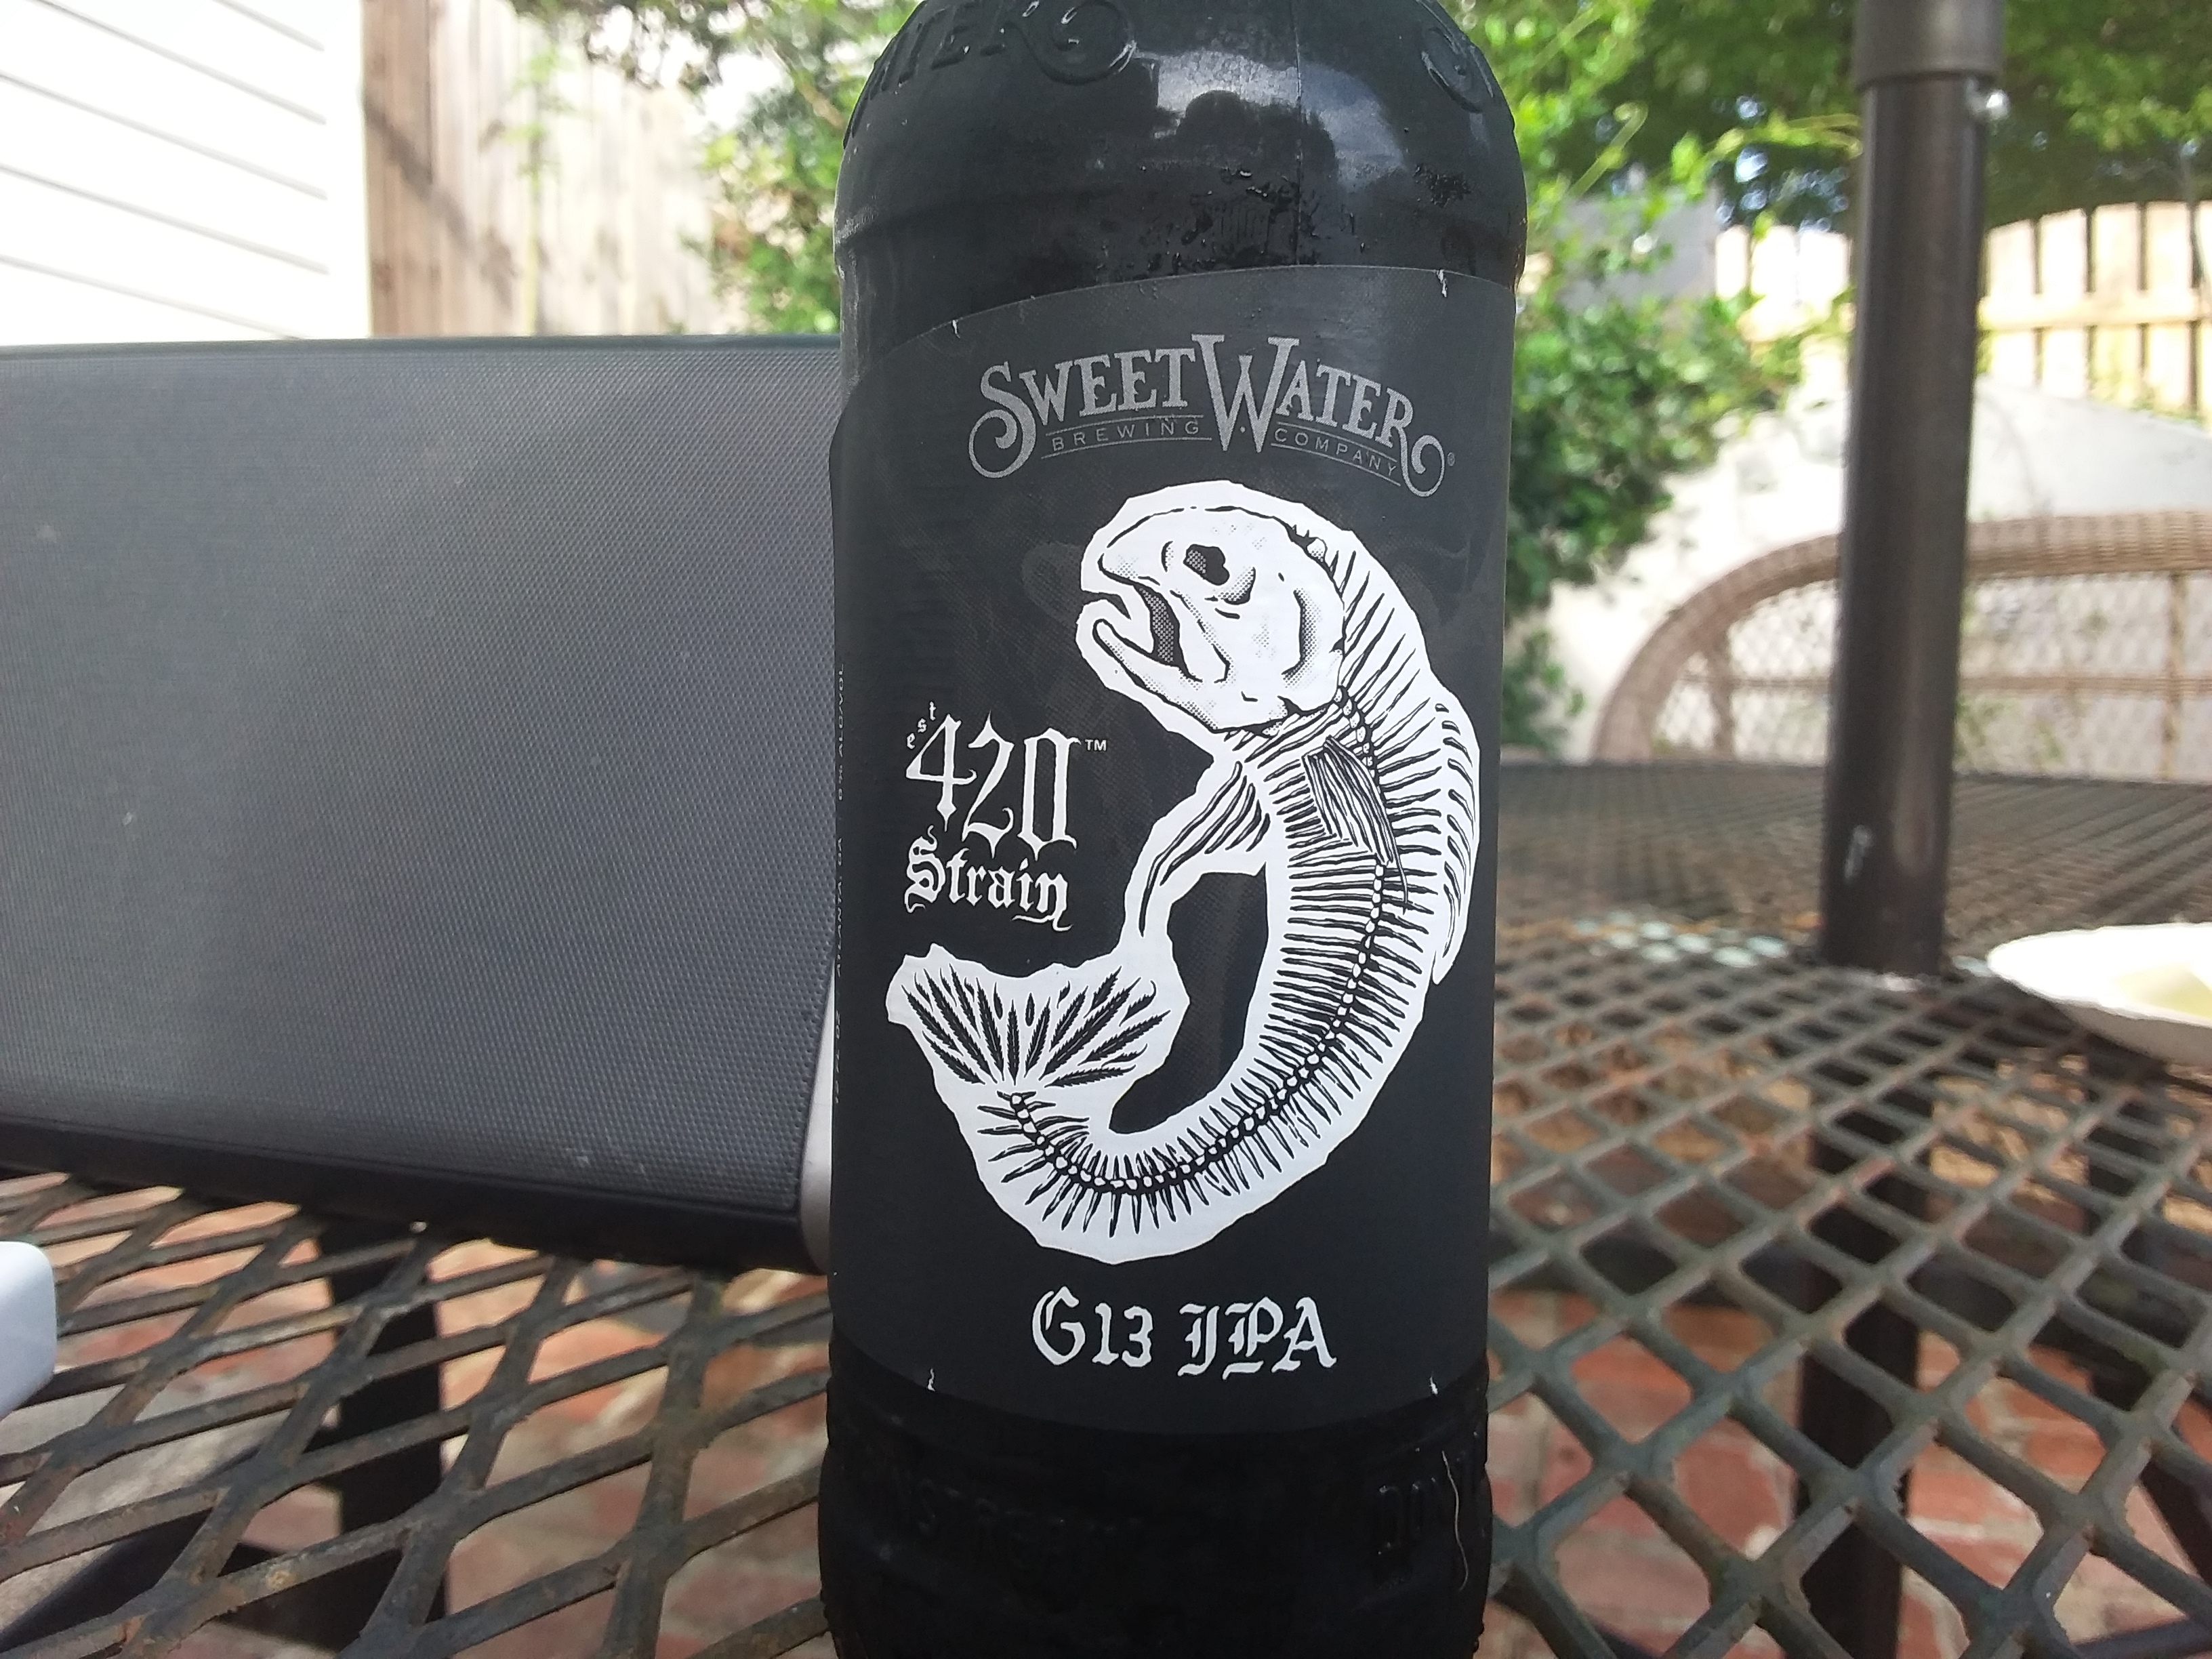 SWEETWATER
BREWING COMPANY®
est
420™
Strain
G13 IPA